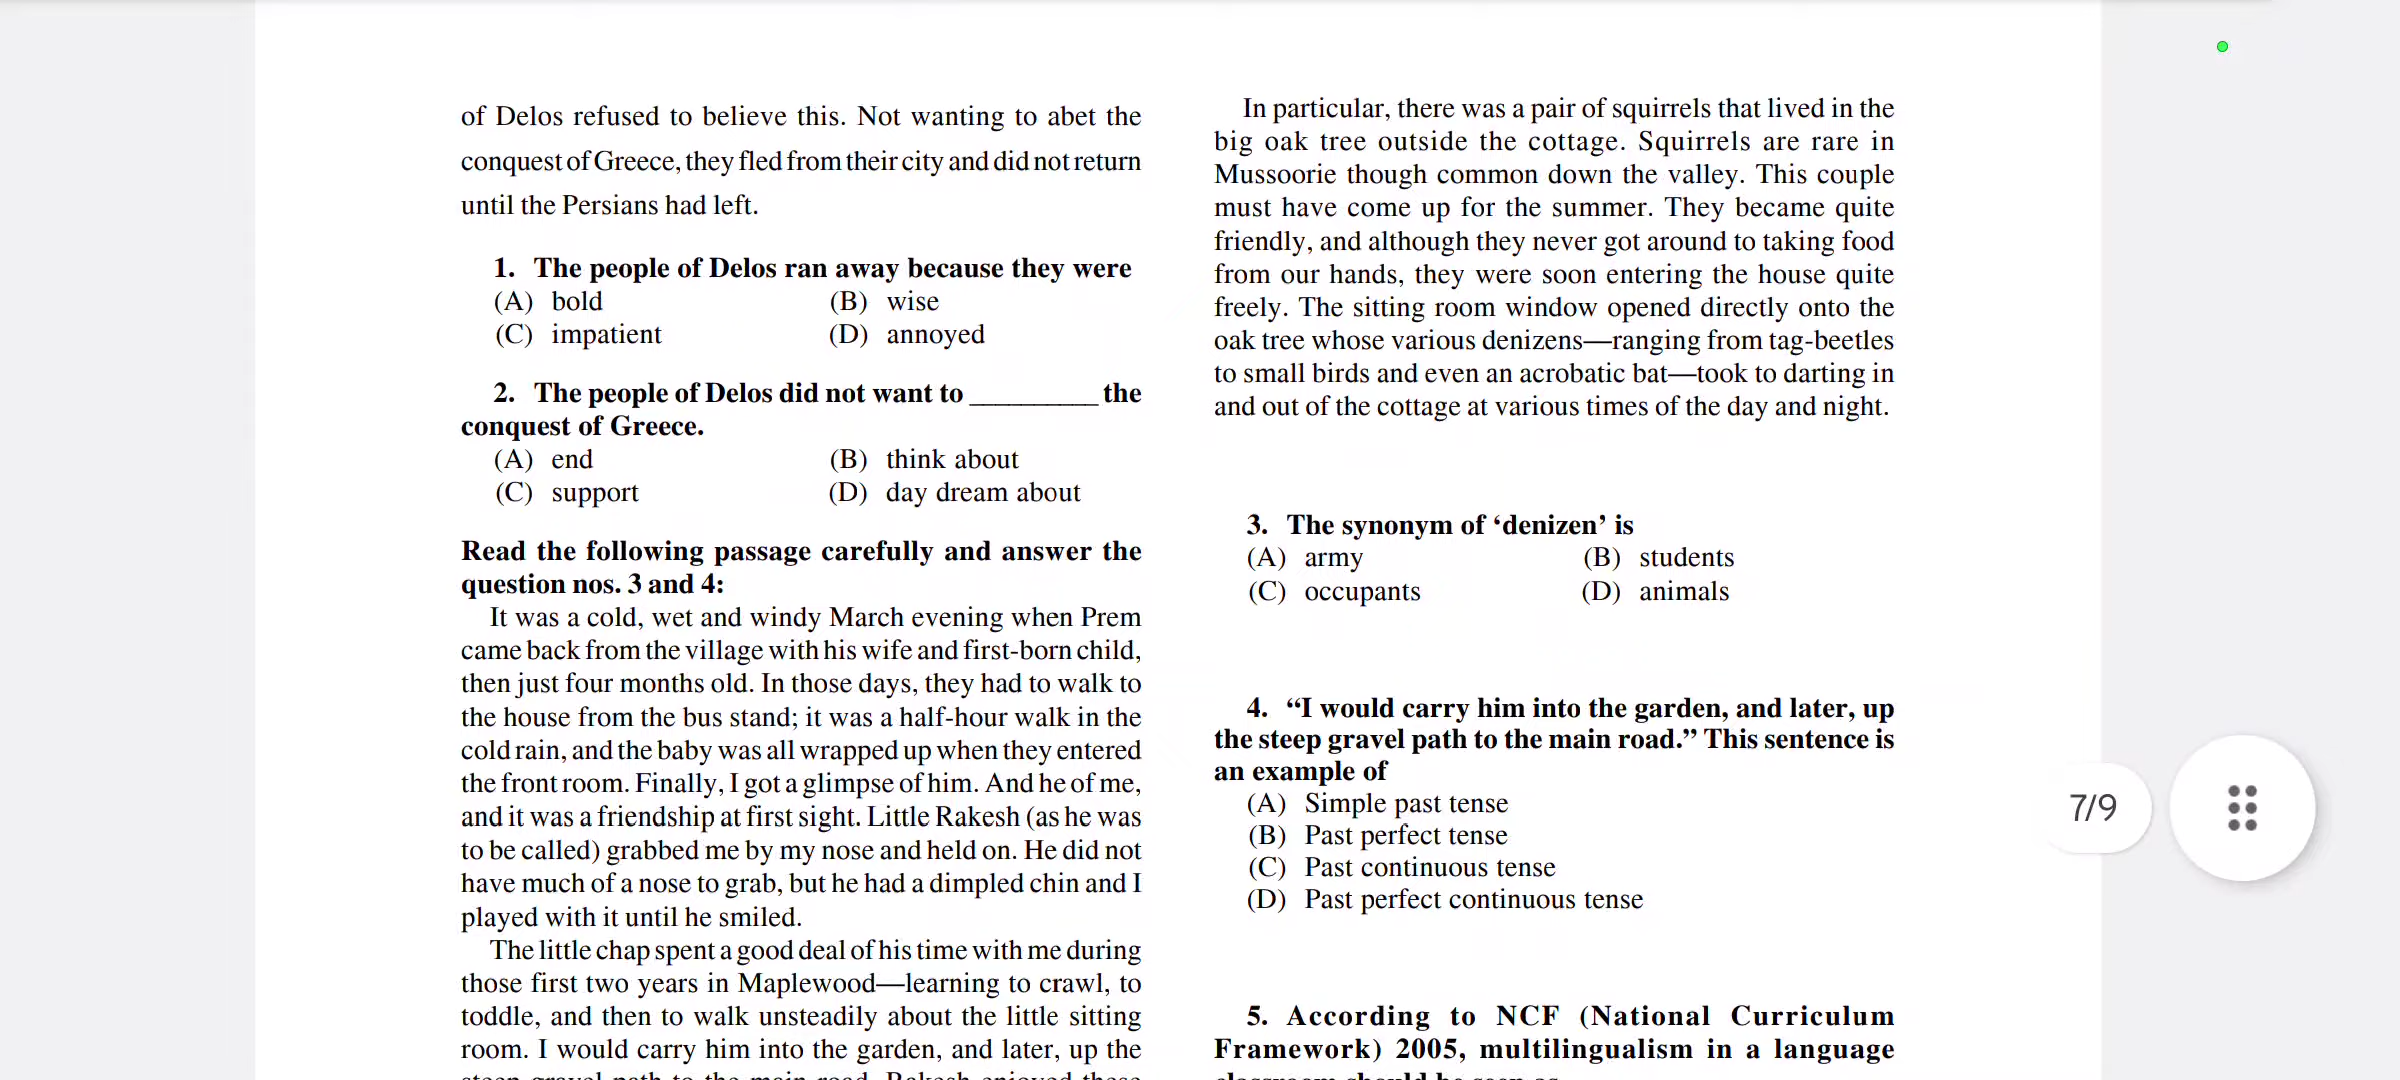 of Delos refused to believe this. Not wanting to abet the
conquest of Greece, they fled from their city and did not return
until the Persians had left.
1. The people of Delos ran away because they were
(A) bold (B) wise
(C) impatient (D) annoyed
2. The people of Delos did not want to __________ the
conquest of Greece.
(A) end (B) think about
(C) support (D) day dream about
Read the following passage carefully and answer the
question nos. 3 and 4:
It was a cold, wet and windy March evening when Prem
came back from the village with his wife and first-born child,
then just four months old. In those days, they had to walk to
the house from the bus stand; it was a half-hour walk in the
cold rain, and the baby was all wrapped up when they entered
the front room. Finally, I got a glimpse of him. And he of me,
and it was a friendship at first sight. Little Rakesh (as he was
to be called) grabbed me by my nose and held on. He did not
have much of a nose to grab, but he had a dimpled chin and I
played with it until he smiled.
The little chap spent a good deal of his time with me during
those first two years in Maplewood—learning to crawl, to
toddle, and then to walk unsteadily about the little sitting
room. I would carry him into the garden, and later, up the
steep gravel path to the main road. Rakesh enjoyed these
In particular, there was a pair of squirrels that lived in the
big oak tree outside the cottage. Squirrels are rare in
Mussoorie though common down the valley. This couple
must have come up for the summer. They became quite
friendly, and although they never got around to taking food
from our hands, they were soon entering the house quite
freely. The sitting room window opened directly onto the
oak tree whose various denizens—ranging from tag-beetles
to small birds and even an acrobatic bat—took to darting in
and out of the cottage at various times of the day and night.
3. The synonym of ‘denizen’ is
(A) army (B) students
(C) occupants (D) animals
4. “I would carry him into the garden, and later, up
the steep gravel path to the main road.” This sentence is
an example of
(A) Simple past tense
(B) Past perfect tense
(C) Past continuous tense
(D) Past perfect continuous tense
5. According to NCF (National Curriculum
Framework) 2005, multilingualism in a language
classroom should be seen as
7/9